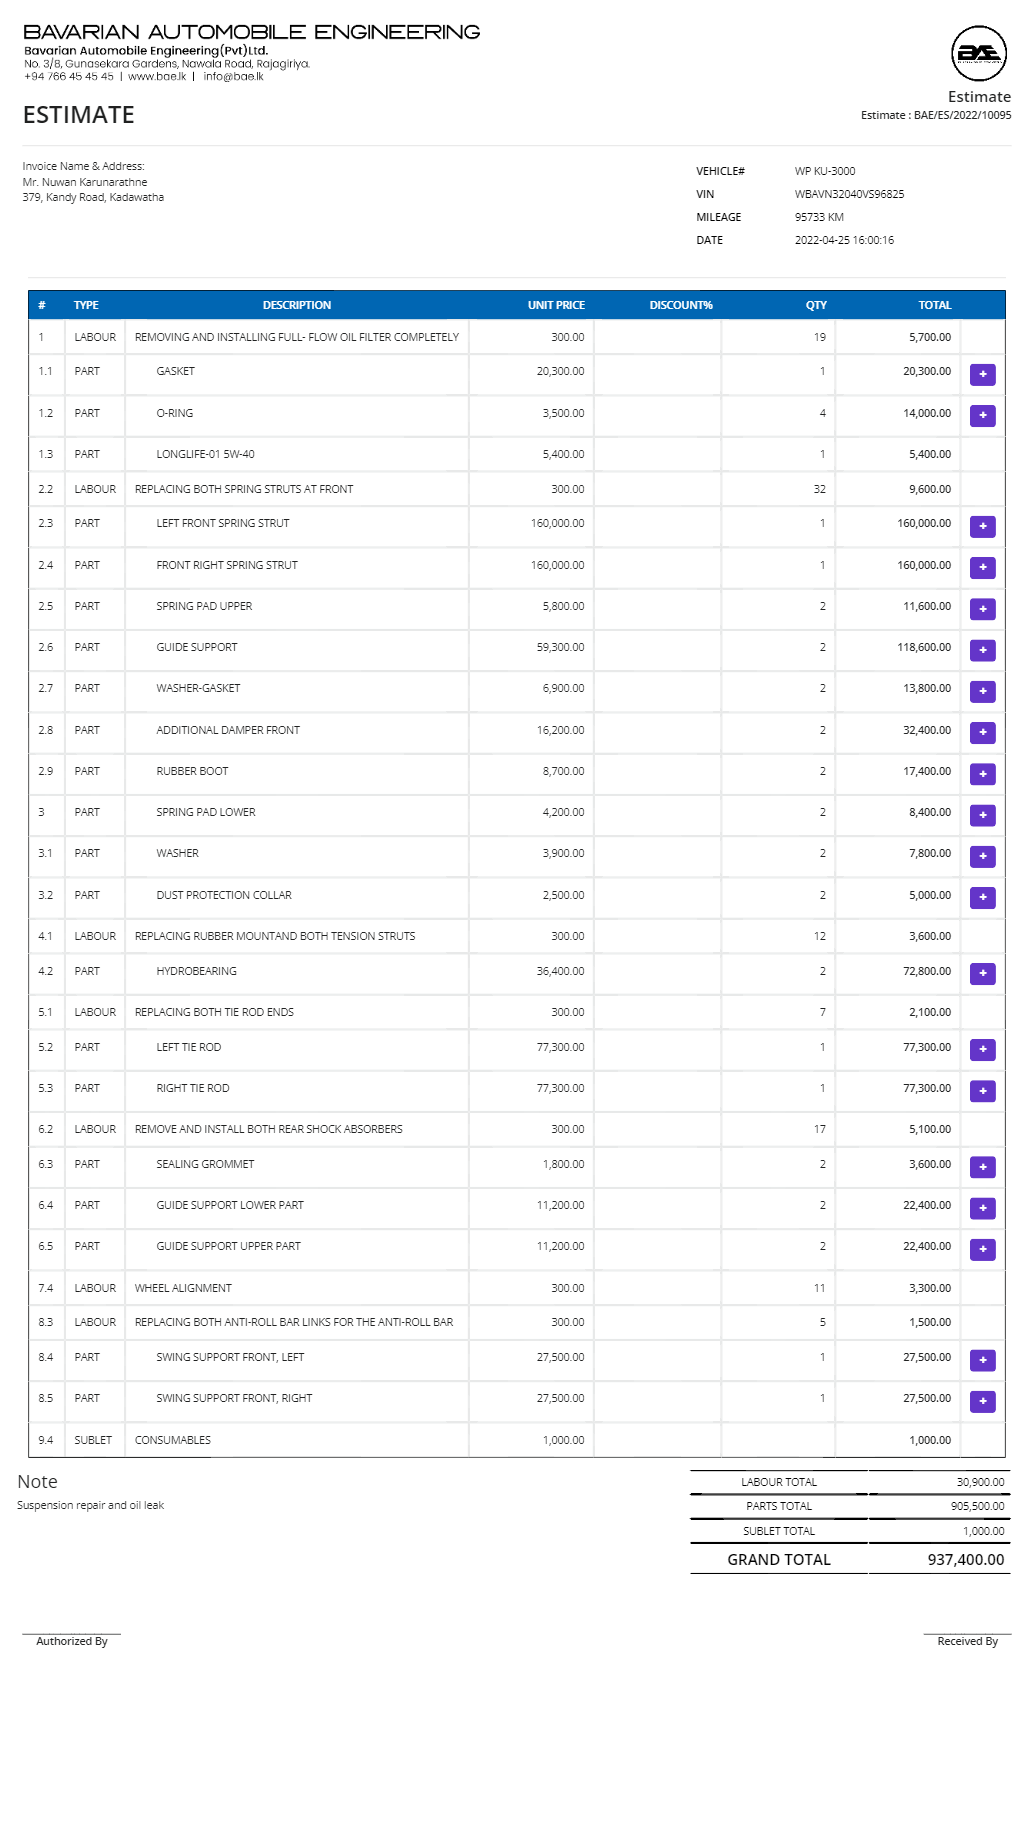 BAVARIAN AUTOMOBILE ENGINEERING
Bavarian Automobile Engineering(Pvt)Ltd.
No. 3/8, Gunasekara Gardens, Nawala Road, Rajagiriya.
+94 766 45 45 45 | www.bae.lk | info@bae.lk
BAE
Estimate
ESTIMATE
Estimate : BAE/ES/2022/10095
Invoice Name & Address:
Mr. Nuwan Karunarathne
379, Kandy Road, Kadawatha
VEHICLE# WP KU-3000
VIN WBAVN32040VS96825
MILEAGE 95733 KM
DATE 2022-04-25 16:00:16
# TYPE DESCRIPTION UNIT PRICE DISCOUNT% QTY TOTAL
1 LABOUR REMOVING AND INSTALLING FULL- FLOW OIL FILTER COMPLETELY 300.00 19 5,700.00
1.1 PART GASKET 20,300.00 1 20,300.00 +
1.2 PART O-RING 3,500.00 4 14,000.00 +
1.3 PART LONGLIFE-01 5W-40 5,400.00 1 5,400.00
2.2 LABOUR REPLACING BOTH SPRING STRUTS AT FRONT 300.00 32 9,600.00
2.3 PART LEFT FRONT SPRING STRUT 160,000.00 1 160,000.00 +
2.4 PART FRONT RIGHT SPRING STRUT 160,000.00 1 160,000.00 +
2.5 PART SPRING PAD UPPER 5,800.00 2 11,600.00 +
2.6 PART GUIDE SUPPORT 59,300.00 2 118,600.00 +
2.7 PART WASHER-GASKET 6,900.00 2 13,800.00 +
2.8 PART ADDITIONAL DAMPER FRONT 16,200.00 2 32,400.00 +
2.9 PART RUBBER BOOT 8,700.00 2 17,400.00 +
3 PART SPRING PAD LOWER 4,200.00 2 8,400.00 +
3.1 PART WASHER 3,900.00 2 7,800.00 +
3.2 PART DUST PROTECTION COLLAR 2,500.00 2 5,000.00 +
4.1 LABOUR REPLACING RUBBER MOUNTAND BOTH TENSION STRUTS 300.00 12 3,600.00
4.2 PART HYDROBEARING 36,400.00 2 72,800.00 +
5.1 LABOUR REPLACING BOTH TIE ROD ENDS 300.00 7 2,100.00
5.2 PART LEFT TIE ROD 77,300.00 1 77,300.00 +
5.3 PART RIGHT TIE ROD 77,300.00 1 77,300.00 +
6.2 LABOUR REMOVE AND INSTALL BOTH REAR SHOCK ABSORBERS 300.00 17 5,100.00
6.3 PART SEALING GROMMET 1,800.00 2 3,600.00 +
6.4 PART GUIDE SUPPORT LOWER PART 11,200.00 2 22,400.00 +
6.5 PART GUIDE SUPPORT UPPER PART 11,200.00 2 22,400.00 +
7.4 LABOUR WHEEL ALIGNMENT 300.00 11 3,300.00
8.3 LABOUR REPLACING BOTH ANTI-ROLL BAR LINKS FOR THE ANTI-ROLL BAR 300.00 5 1,500.00
8.4 PART SWING SUPPORT FRONT, LEFT 27,500.00 1 27,500.00 +
8.5 PART SWING SUPPORT FRONT, RIGHT 27,500.00 1 27,500.00 +
9.4 SUBLET CONSUMABLES 1,000.00 1,000.00
Note
Suspension repair and oil leak
LABOUR TOTAL 30,900.00
PARTS TOTAL 905,500.00
SUBLET TOTAL 1,000.00
GRAND TOTAL 937,400.00
Authorized By
Received By